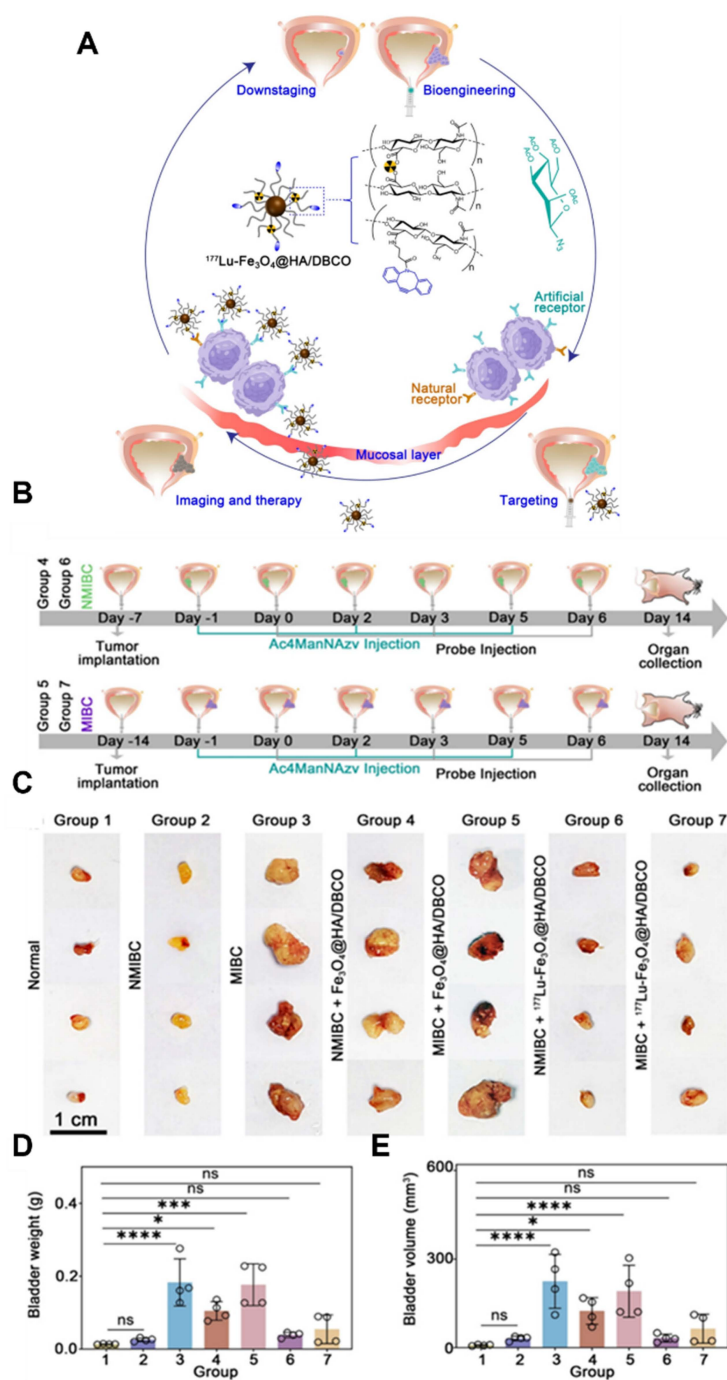 A
Downstaging
Bioengineering
AcO
AcO
AcO
OAc
N₃
n
n
n
¹⁷⁷Lu-Fe₃O₄@HA/DBCO
Artificial
receptor
Natural
receptor
Mucosal layer
Imaging and therapy
Targeting
B
Group 4
Group 6
NMIBC
Day -7
Day -1
Day 0
Day 2
Day 3
Day 5
Day 6
Day 14
Tumor
implantation
Ac4ManNAzv Injection
Probe Injection
Organ
collection
Group 5
Group 7
MIBC
Day -14
Day -1
Day 0
Day 2
Day 3
Day 5
Day 6
Day 14
Tumor
implantation
Ac4ManNAzv Injection
Probe Injection
Organ
collection
C
Group 1
Group 2
Group 3
Group 4
Group 5
Group 6
Group 7
Normal
NMIBC
MIBC
NMIBC + Fe₃O₄@HA/DBCO
MIBC + Fe₃O₄@HA/DBCO
NMIBC + ¹⁷⁷Lu-Fe₃O₄@HA/DBCO
MIBC + ¹⁷⁷Lu-Fe₃O₄@HA/DBCO
1 cm
D
Bladder weight (g)
0.4
0.2
0.0
ns
ns
***
*
****
ns
1 2 3 4 5 6 7
Group
E
Bladder volume (mm³)
600
300
0
ns
ns
****
*
****
ns
1 2 3 4 5 6 7
Group